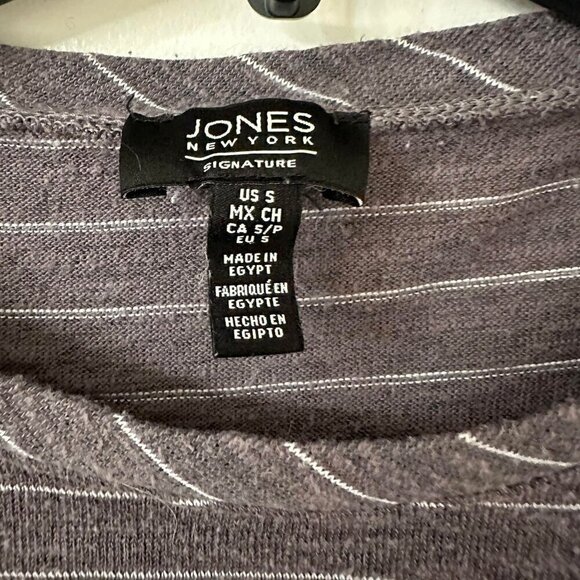 JONES
NEW YORK
SIGNATURE
US S
MX CH
CA S/P
EU S
MADE IN
EGYPT
FABRIQUÉ EN
EGYPTE
HECHO EN
EGIPTO